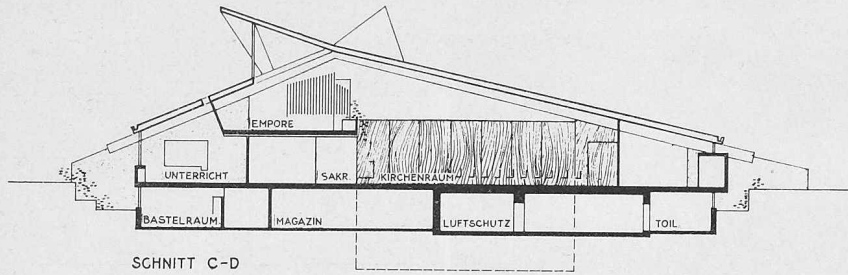 EMPORE
UNTERRICHT
SAKR.
KIRCHENRAUM
BASTELRAUM
MAGAZIN
LUFTSCHUTZ
TOIL.
SCHNITT C-D